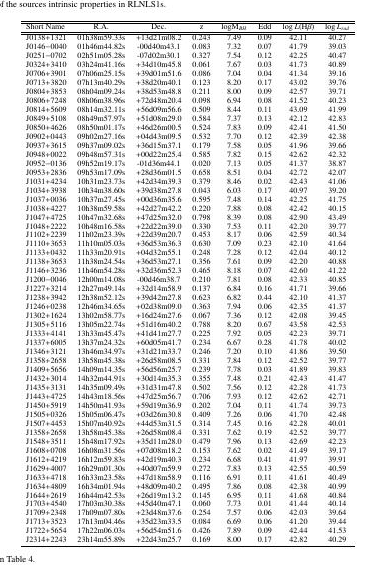 of the sources intrinsic properties in RLNLS1s.
Short Name R.A. Dec. z logM_BH Edd log L(Hβ) log L_rad
J0138+1321 01h38m59.33s +13d21m08.2 0.243 7.49 0.09 42.11 40.27
J0146−0040 01h46m44.82s -00d40m43.1 0.083 7.32 0.07 41.79 39.03
J0251−0702 02h51m05.28s -07d02m30.1 0.327 7.54 0.12 42.25 40.47
J0324+3410 03h24m41.16s +34d10m45.8 0.061 7.67 0.03 41.73 40.89
J0706+3901 07h06m25.15s +39d01m51.6 0.086 7.04 0.04 41.34 39.16
J0713+3820 07h13m40.29s +38d20m40.1 0.123 8.20 0.17 43.02 39.76
J0804+3853 08h04m09.24s +38d53m48.8 0.211 8.00 0.09 42.57 39.71
J0806+7248 08h06m38.96s +72d48m20.4 0.098 6.94 0.08 41.52 40.23
J0814+5609 08h14m32.11s +56d09m56.6 0.509 8.44 0.11 43.09 41.99
J0849+5108 08h49m57.97s +51d08m29.0 0.584 7.37 0.13 42.12 42.83
J0850+4626 08h50m01.17s +46d26m00.5 0.524 7.83 0.09 42.41 41.50
J0902+0443 09h02m27.16s +04d43m09.5 0.532 7.70 0.12 42.39 42.38
J0937+3615 09h37m09.02s +36d15m37.1 0.179 7.58 0.05 41.96 39.66
J0948+0022 09h48m57.31s +00d22m25.4 0.585 7.82 0.15 42.62 42.32
J0952−0136 09h52m19.17s -01d36m44.1 0.020 7.13 0.05 41.37 38.87
J0953+2836 09h53m17.09s +28d36m01.5 0.658 8.51 0.04 42.72 42.07
J1031+4234 10h31m23.73s +42d34m39.3 0.379 8.46 0.02 42.43 41.06
J1034+3938 10h34m38.60s +39d38m27.8 0.043 6.03 0.17 40.97 39.20
J1037+0036 10h37m27.45s +00d36m35.6 0.595 7.48 0.14 42.25 41.75
J1038+4227 10h38m59.58s +42d27m42.2 0.220 7.88 0.08 42.42 40.15
J1047+4725 10h47m32.68s +47d25m32.0 0.798 8.39 0.08 42.90 43.49
J1048+2222 10h48m16.58s +22d22m39.0 0.330 7.53 0.11 42.20 39.77
J1102+2239 11h02m23.39s +22d39m20.7 0.453 8.17 0.06 42.59 40.34
J1110+3653 11h10m05.03s +36d53m36.3 0.630 7.09 0.23 42.10 41.64
J1133+0432 11h33m20.91s +04d32m55.1 0.248 7.28 0.12 42.04 40.12
J1138+3653 11h38m24.54s +36d53m27.1 0.356 7.61 0.09 42.20 40.88
J1146+3236 11h46m54.28s +32d36m52.3 0.465 8.18 0.07 42.60 41.22
J1200−0046 12h00m14.08s -00d46m38.7 0.210 7.81 0.08 42.33 40.85
J1227+3214 12h27m49.14s +32d14m58.9 0.137 6.84 0.16 41.71 39.66
J1238+3942 12h38m52.12s +39d42m27.8 0.623 6.82 0.44 42.10 41.37
J1246+0238 12h46m34.65s +02d38m09.0 0.363 7.94 0.06 42.35 41.37
J1302+1624 13h02m58.77s +16d24m27.6 0.067 7.36 0.12 42.08 39.45
J1305+5116 13h05m22.74s +51d16m40.2 0.788 8.20 0.67 43.58 42.53
J1333+4141 13h33m45.47s +41d41m27.7 0.225 7.92 0.05 42.23 39.71
J1337+6005 13h37m24.32s +60d05m41.7 0.234 6.67 0.28 41.78 40.02
J1346+3121 13h46m34.97s +31d21m33.7 0.246 7.20 0.10 41.86 39.50
J1358+2658 13h58m45.38s +26d58m08.5 0.331 7.84 0.12 42.52 39.77
J1409+5656 14h09m14.35s +56d56m25.7 0.239 7.78 0.03 41.89 39.83
J1432+3014 14h32m44.91s +30d14m35.3 0.355 7.48 0.21 42.43 41.47
J1435+3131 14h35m09.49s +31d31m47.8 0.502 7.56 0.12 42.28 41.73
J1443+4725 14h43m18.56s +47d25m56.7 0.706 7.93 0.12 42.62 42.71
J1450+5919 14h50m41.93s +59d19m36.9 0.202 7.04 0.11 41.74 39.73
J1505+0326 15h05m06.47s +03d26m30.8 0.409 7.26 0.06 41.70 42.48
J1507+4453 15h07m40.92s +44d53m31.5 0.314 7.45 0.16 42.28 40.01
J1358+2658 13h58m45.38s +26d58m08.4 0.331 7.62 0.19 42.52 39.77
J1548+3511 15h48m17.92s +35d11m28.0 0.479 7.96 0.13 42.69 42.23
J1608+0708 16h08m31.56s +07d08m18.2 0.153 7.62 0.02 41.49 39.17
J1612+4219 16h12m59.83s +42d19m40.3 0.234 6.68 0.41 41.97 39.91
J1629+4007 16h29m01.30s +40d07m59.9 0.272 7.83 0.13 42.55 40.59
J1633+4718 16h33m23.58s +47d18m58.9 0.116 6.91 0.11 41.61 40.49
J1634+4809 16h34m01.94s +48d09m40.2 0.495 7.86 0.08 42.38 40.99
J1644+2619 16h44m42.53s +26d19m13.2 0.145 6.95 0.11 41.68 40.84
J1703+4540 17h03m30.38s +45d40m47.1 0.060 7.73 0.01 41.44 40.14
J1709+2348 17h09m07.80s +23d48m37.6 0.254 7.57 0.06 42.03 39.64
J1713+3523 17h13m04.46s +35d23m33.5 0.084 6.69 0.06 41.20 39.44
J1722+5654 17h22m06.03s +56d54m51.6 0.426 7.89 0.09 42.44 41.53
J2314+2243 23h14m55.89s +22d43m25.7 0.169 8.00 0.17 42.82 40.29
n Table 4.